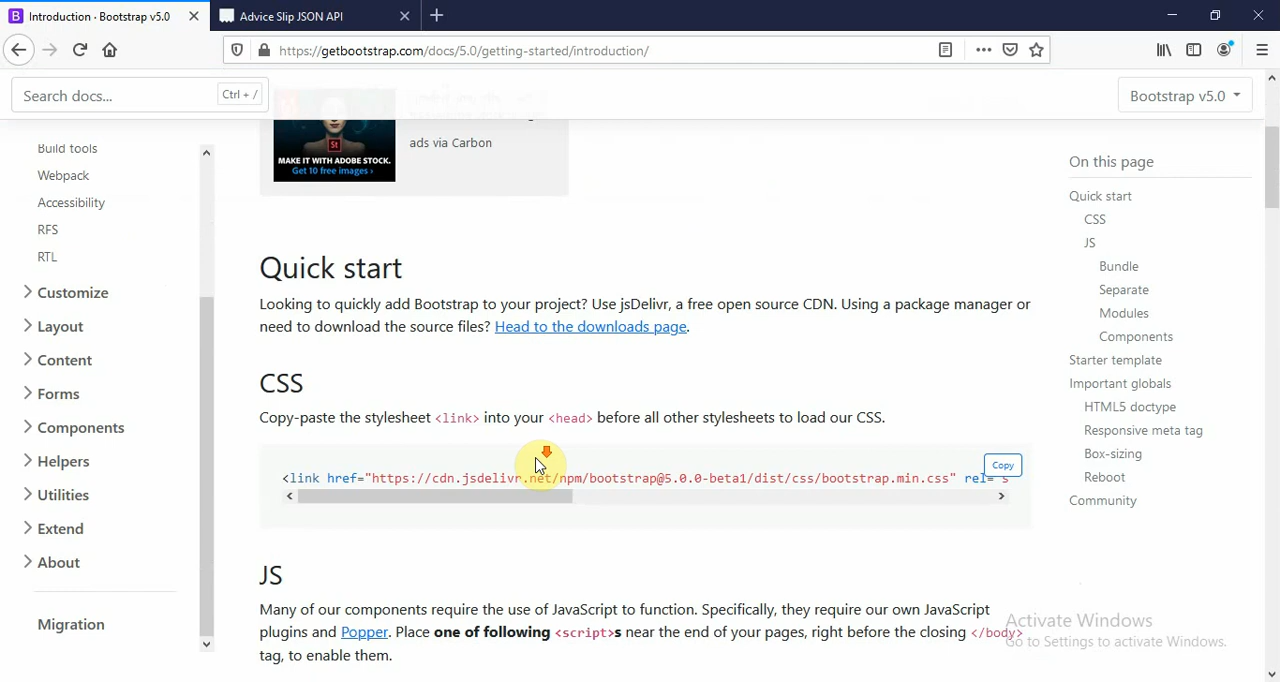 Introduction · Bootstrap v5.0
Advice Slip JSON API
https://getbootstrap.com/docs/5.0/getting-started/introduction/
Search docs...
Ctrl + /
Bootstrap v5.0
Build tools
Webpack
Accessibility
RFS
RTL
Customize
Layout
Content
Forms
Components
Helpers
Utilities
Extend
About
Migration
St
MAKE IT WITH ADOBE STOCK.
Get 10 free images ›
ads via Carbon
Quick start
Looking to quickly add Bootstrap to your project? Use jsDelivr, a free open source CDN. Using a package manager or
need to download the source files? Head to the downloads page.
CSS
Copy-paste the stylesheet <link> into your <head> before all other stylesheets to load our CSS.
Copy
<link href="https://cdn.jsdelivr.net/npm/bootstrap@5.0.0-beta1/dist/css/bootstrap.min.css" rel="s
JS
Many of our components require the use of JavaScript to function. Specifically, they require our own JavaScript
plugins and Popper. Place one of following <script>s near the end of your pages, right before the closing </body>
tag, to enable them.
On this page
Quick start
CSS
JS
Bundle
Separate
Modules
Components
Starter template
Important globals
HTML5 doctype
Responsive meta tag
Box-sizing
Reboot
Community
Activate Windows
Go to Settings to activate Windows.